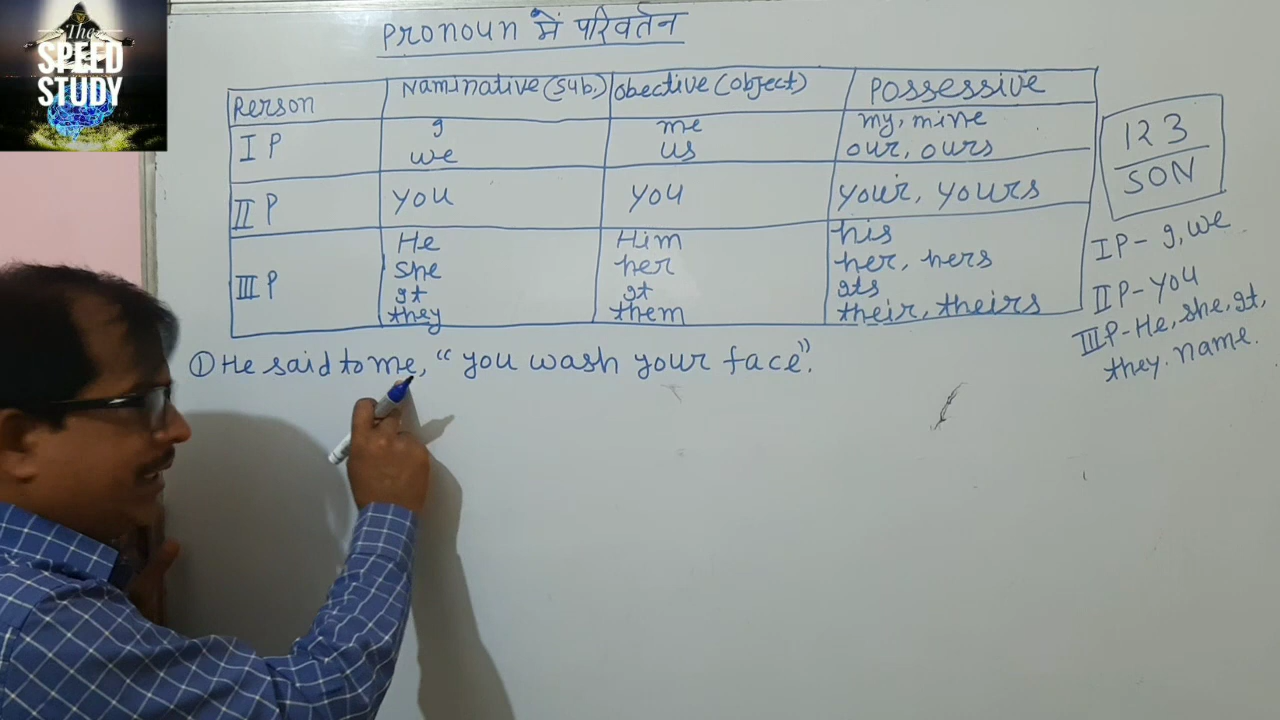 The
SPEED
STUDY
Pronoun में परिवर्तन
Person Naminative (Sub.) obective (object) Possessive
I P
I me my, mine
we us our, ours
II P you you your, yours
III P
He Him his
she her her, hers
It It Its
they them their, theirs
123
SON
I P - I, we
II P - you
III P - He, she, It,
they. name.
① He said to me, “you wash your face”.